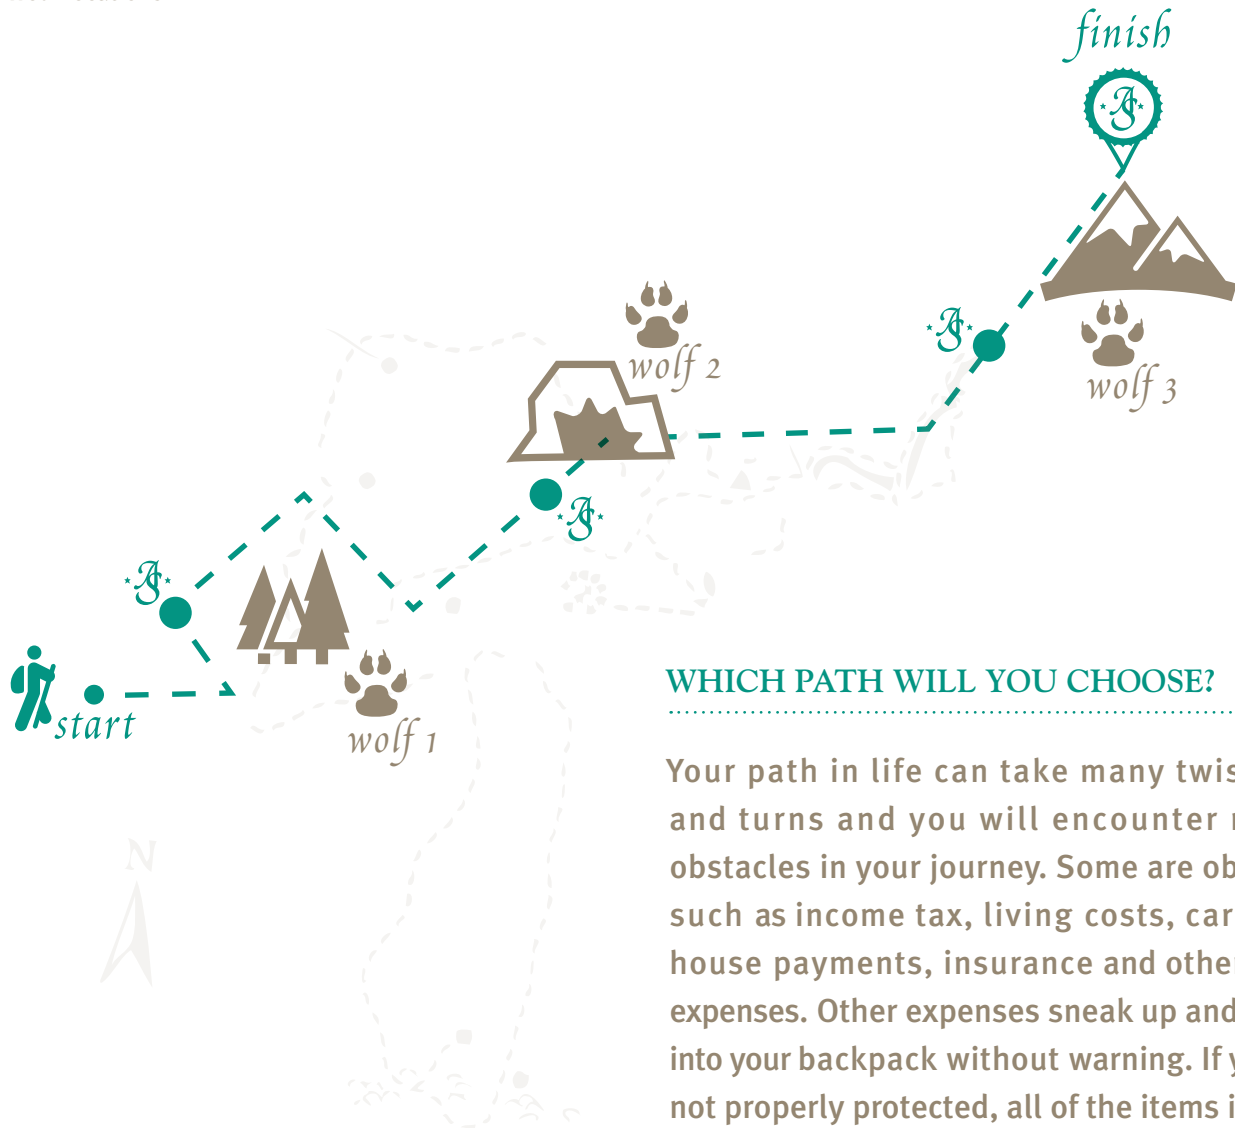 finish
wolf 2
wolf 3
start
wolf 1
N
WHICH PATH WILL YOU CHOOSE?
Your path in life can take many
and turns and you will encounter
obstacles in your journey. Some are
such as income tax, living costs, car
house payments, insurance and
expenses. Other expenses sneak up and
into your backpack without warning. If
not properly protected, all of the items